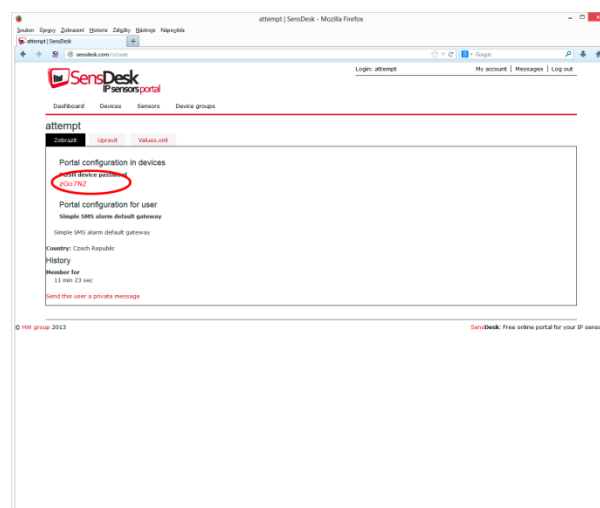 attempt | SensDesk - Mozilla Firefox
Soubor Úpravy Zobrazení Historie Záložky Nástroje Nápověda
attempt | SensDesk
sensdesk.com/cs/user
Google
SensDesk
IP sensors portal
Login: attempt
My account | Messages | Log out
Dashboard Devices Sensors Device groups
attempt
Zobrazit Upravit Values.xml
Portal configuration in devices
PUSH device password
zGo7NZ
Portal configuration for user
Simple SMS alarm default gateway
Simple SMS alarm default gateway
Country: Czech Republic
History
Member for
11 min 23 sec
Send this user a private message
© HW group 2013
SensDesk: Free online portal for your IP senso